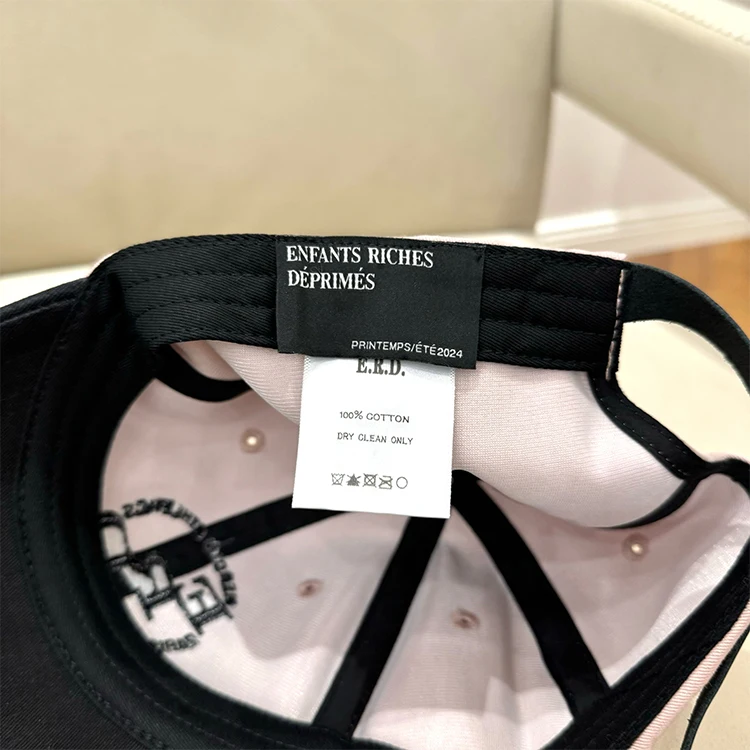 ENFANTS RICHES
DÉPRIMÉS
PRINTEMPS/ÉTÉ2024
E.R.D.
100% COTTON
DRY CLEAN ONLY